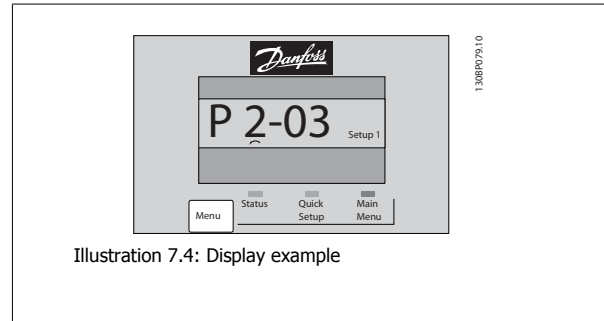 Danfoss
130BP079.10
P 2-03
Setup 1
Status
Quick Setup
Main Menu
Menu
Illustration 7.4: Display example